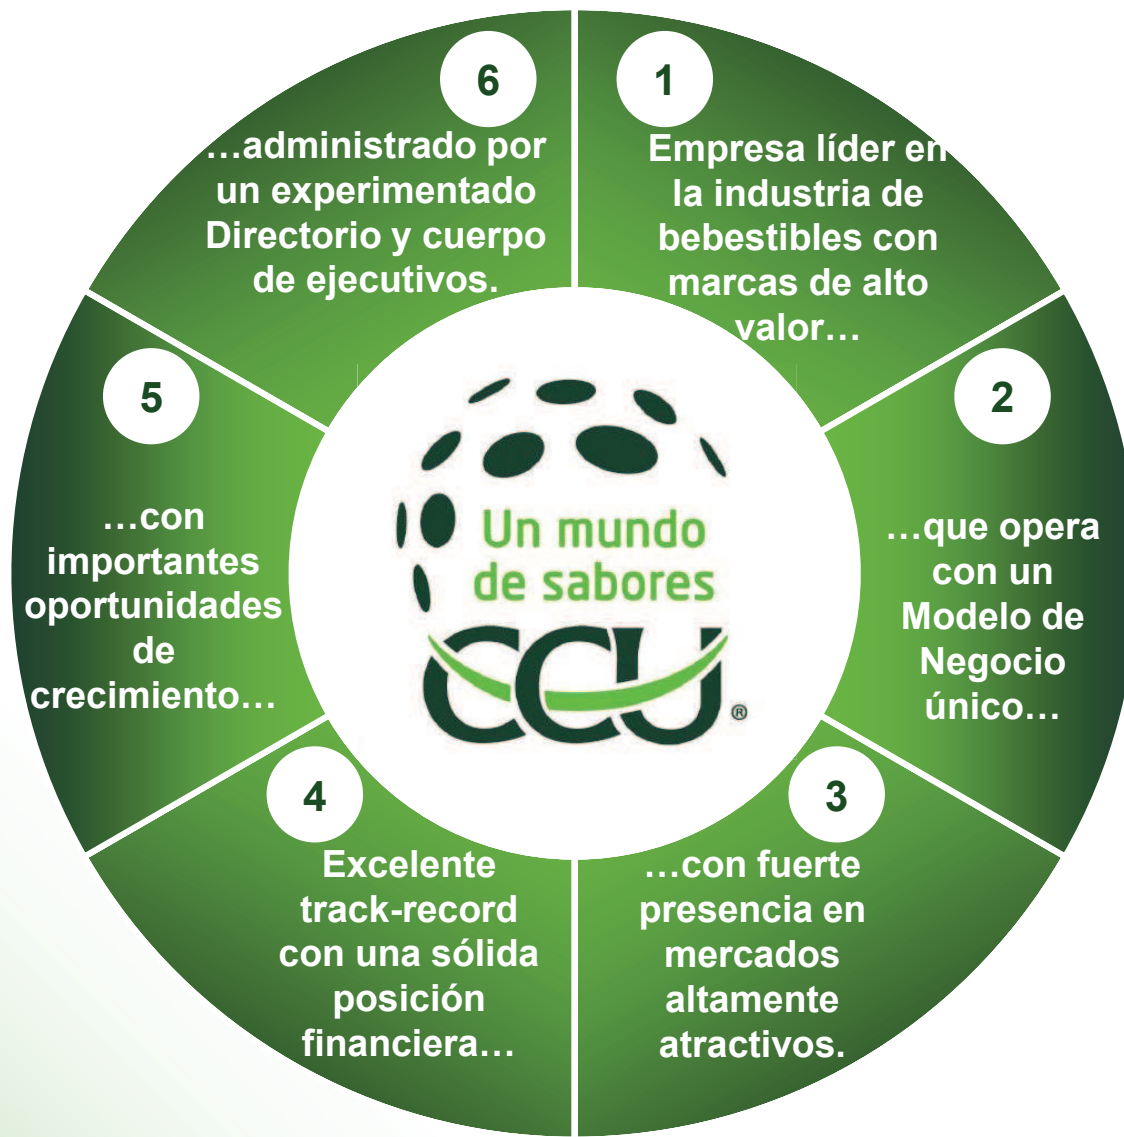 1
Empresa líder en
la industria de
bebestibles con
marcas de alto
valor…
2
…que opera
con un
Modelo de
Negocio
único…
3
…con fuerte
presencia en
mercados
altamente
atractivos.
4
Excelente
track-record
con una sólida
posición
financiera…
5
…con
importantes
oportunidades
de
crecimiento…
6
…administrado por
un experimentado
Directorio y cuerpo
de ejecutivos.
Un mundo
de sabores
CCU®